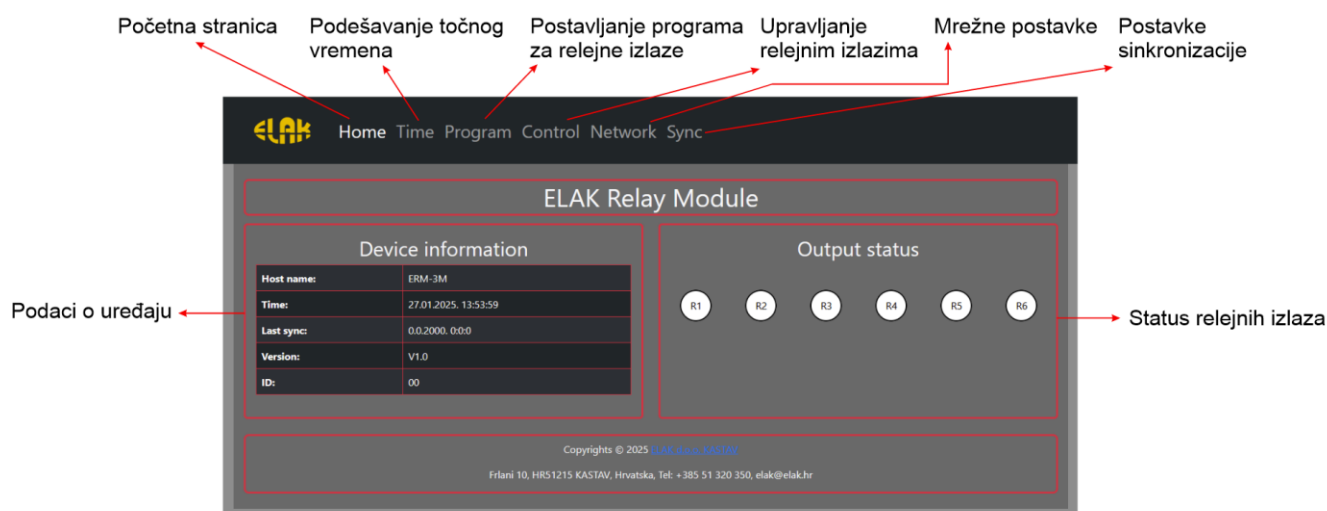 Početna stranica
Podešavanje točnog
vremena
Postavljanje programa
za relejne izlaze
Upravljanje
relejnim izlazima
Mrežne postavke
Postavke
sinkronizacije
ELAK Home Time Program Control Network Sync
ELAK Relay Module
Device information
Host name: ERM-3M
Time: 27.01.2025. 13:53:59
Last sync: 0.0.2000. 0:0:0
Version: V1.0
ID: 00
Podaci o uređaju
Output status
R1 R2 R3 R4 R5 R6
Status relejnih izlaza
Copyrights © 2025
Frlani 10, HR51215 KASTAV, Hrvatska, Tel: +385 51 320 350, elak@elak.hr